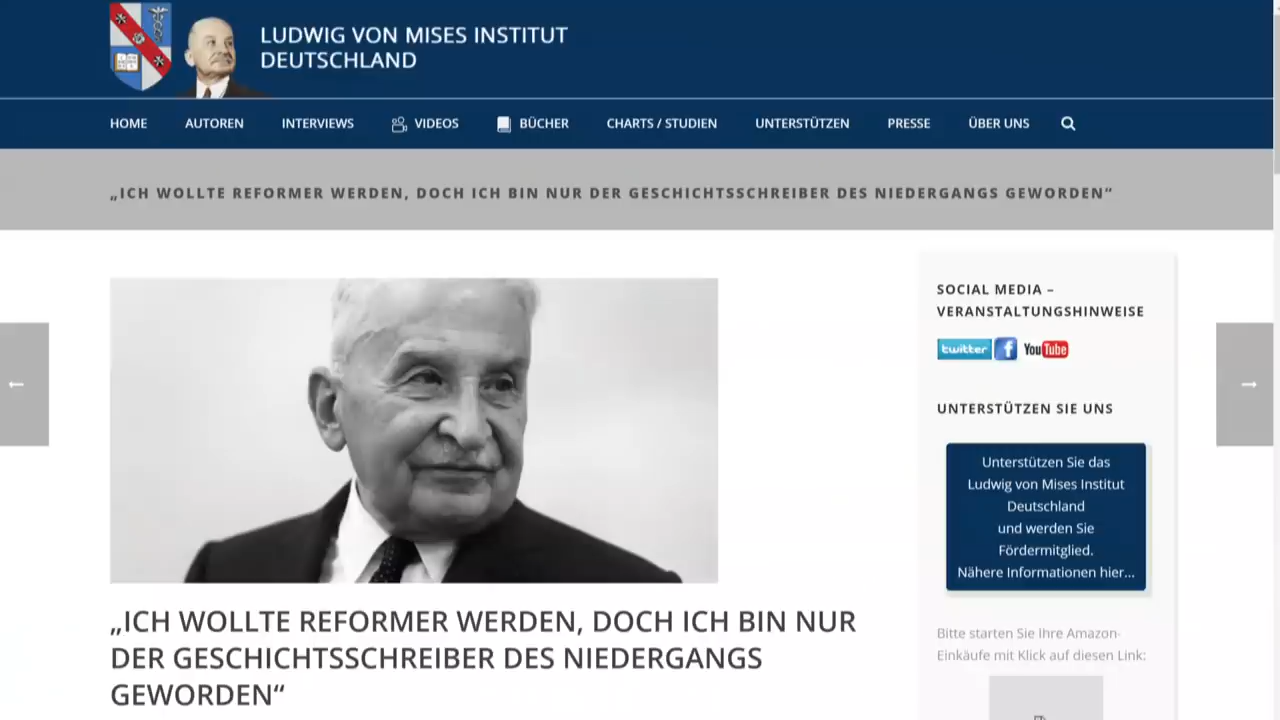 LUDWIG VON MISES INSTITUT
DEUTSCHLAND
HOME AUTOREN INTERVIEWS VIDEOS BÜCHER CHARTS / STUDIEN UNTERSTÜTZEN PRESSE ÜBER UNS
„ICH WOLLTE REFORMER WERDEN, DOCH ICH BIN NUR DER GESCHICHTSSCHREIBER DES NIEDERGANGS GEWORDEN“
„ICH WOLLTE REFORMER WERDEN, DOCH ICH BIN NUR
DER GESCHICHTSSCHREIBER DES NIEDERGANGS
GEWORDEN“
SOCIAL MEDIA –
VERANSTALTUNGSHINWEISE
twitter f YouTube
UNTERSTÜTZEN SIE UNS
Unterstützen Sie das
Ludwig von Mises Institut
Deutschland
und werden Sie
Fördermitglied.
Nähere Informationen hier...
Bitte starten Sie Ihre Amazon-
Einkäufe mit Klick auf diesen Link: